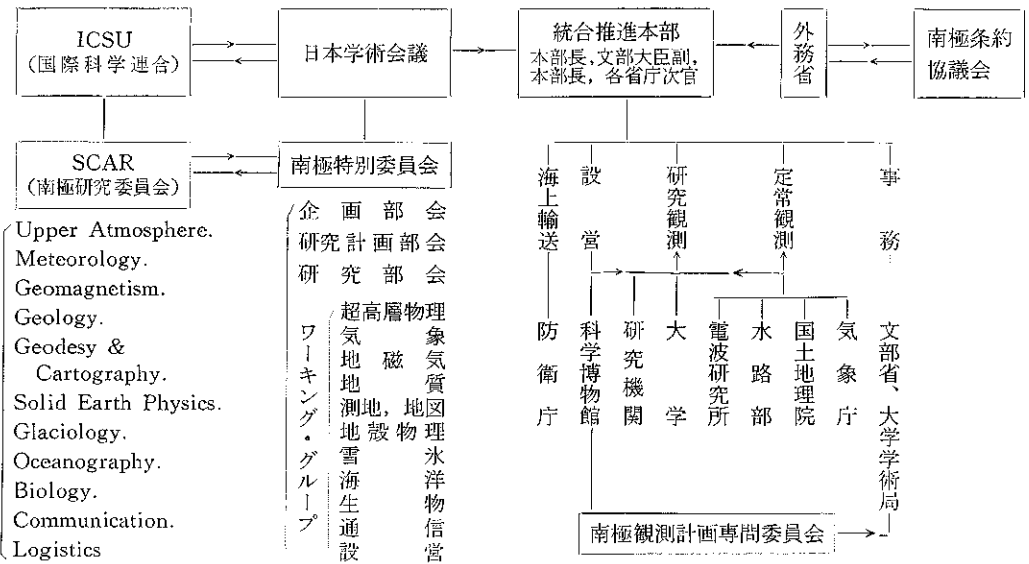 ICSU
(国際科学連合)
日本学術会議
統合推進本部
本部長,文部大臣副,
本部長,各省庁次官
外務省
南極条約
協議会
SCAR
(南極研究委員会)
南極特別委員会
Upper Atmosphere.
Meteorology.
Geomagnetism.
Geology.
Geodesy &
Cartography.
Solid Earth Physics.
Glaciology.
Oceanography.
Biology.
Communication.
Logistics
企画部会
研究計画部会
研究部会
ワーキング・グループ
超高層物理
気象
地磁気
地質
測地,地図
地殻物理
雪氷
海洋
生物
通信
設営
海上輸送
設営
研究観測
定常観測
事務
防衛庁
科学博物館
研究機関
大学
電波研究所
水路部
国土地理院
気象庁
文部省、大学学術局
南極観測計画専問委員会